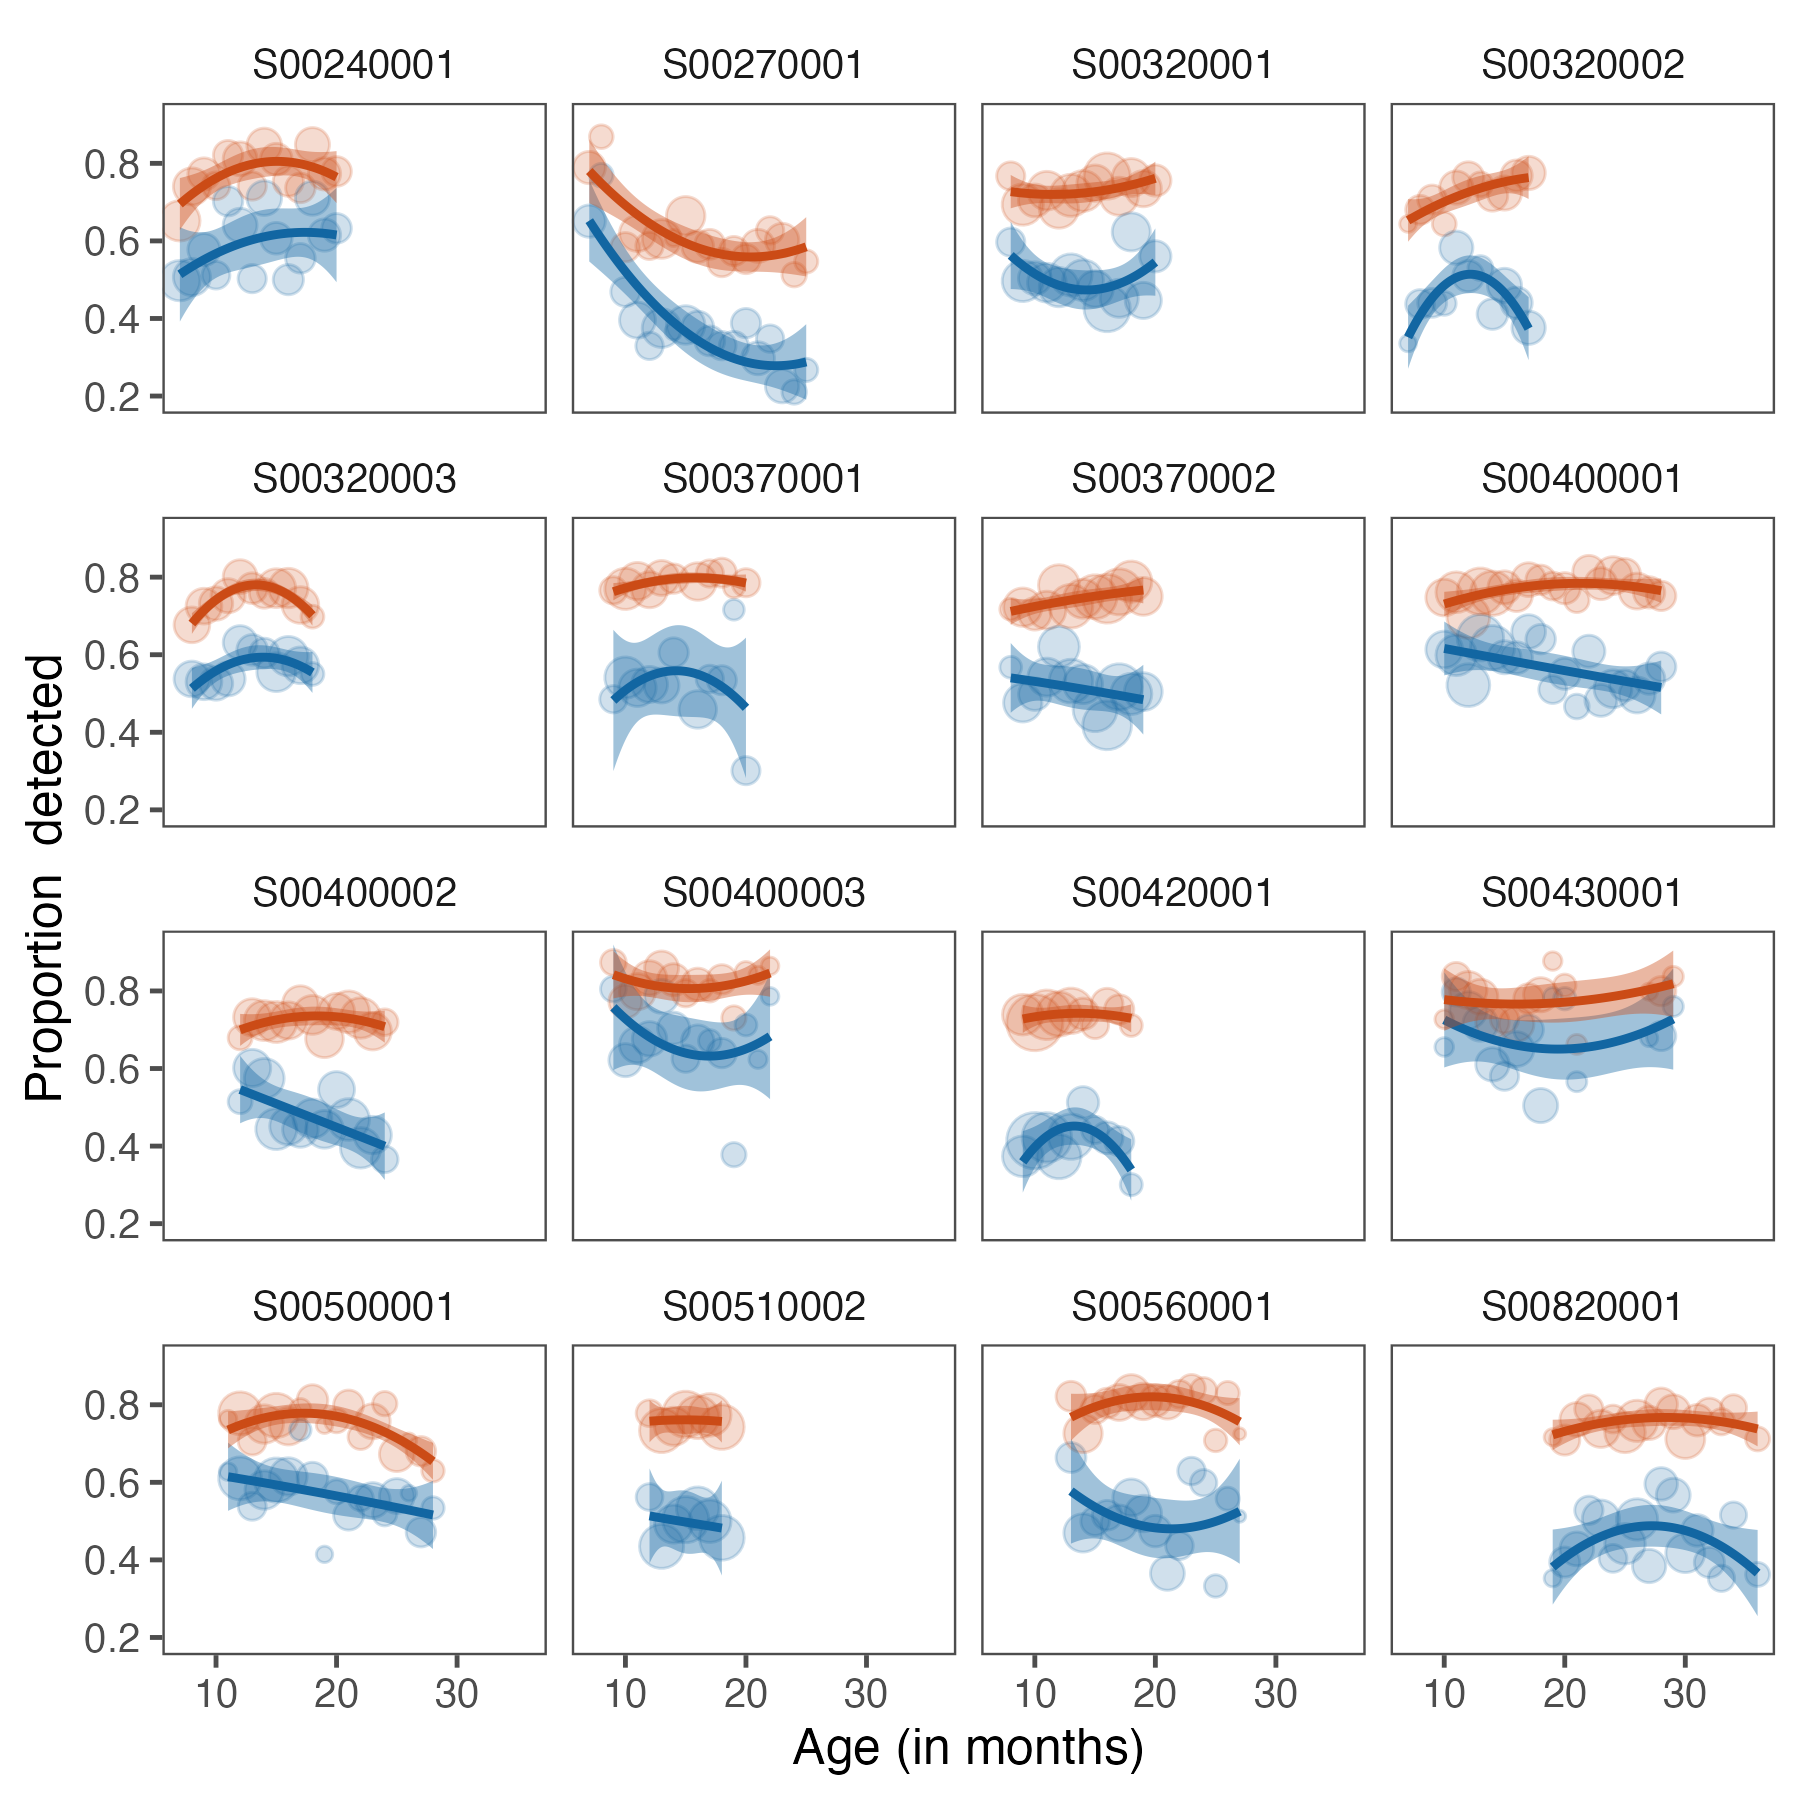 S00240001 S00270001 S00320001 S00320002
0.8
0.6
0.4
0.2
S00320003 S00370001 S00370002 S00400001
0.8
0.6
0.4
0.2
S00400002 S00400003 S00420001 S00430001
0.8
0.6
0.4
0.2
S00500001 S00510002 S00560001 S00820001
0.8
0.6
0.4
0.2
10 20 30 10 20 30 10 20 30 10 20 30
Age (in months)
Proportion detected